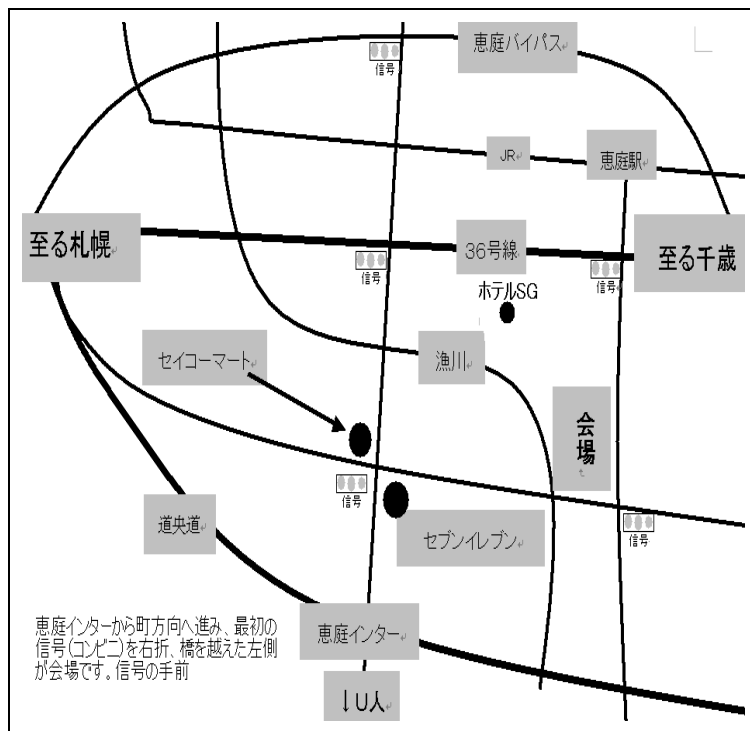 恵庭バイパス
信号
JR
恵庭駅
至る札幌
36号線
至る千歳
信号
信号
ホテルSG
セイコーマート
漁川
会場
信号
道央道
セブンイレブン
信号
恵庭インターから町方向へ進み、最初の
信号(コンビニ)を右折、橋を越えた左側
が会場です。信号の手前
恵庭インター
↓U人